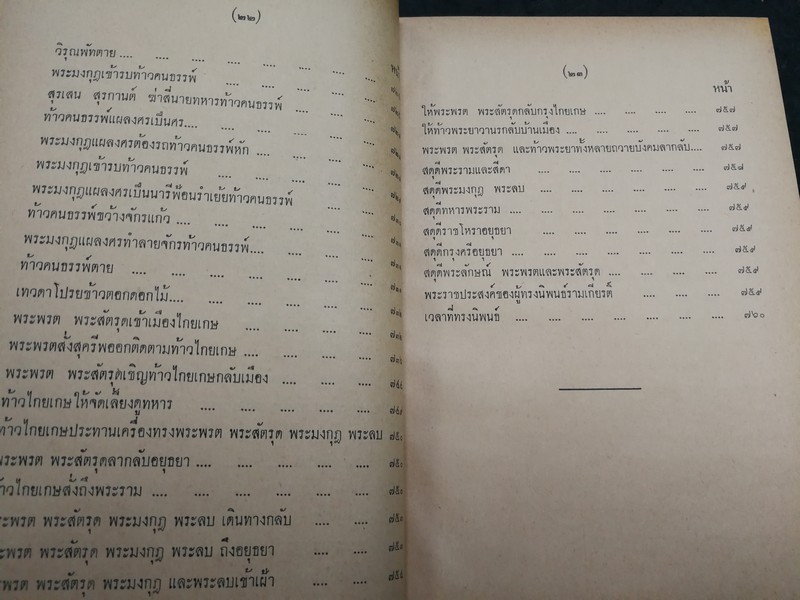 (๒๒)
วิรุณพัทตาย .... .... .... .... .... .... ....
พระมงกุฎเข้ารบท้าวคนธรรพ์ .... .... .... ....
สุรเสน สุรกานต์ ฆ่าสี่นายทหารท้าวคนธรรพ์ .... ....
ท้าวคนธรรพ์แผลงศรเป็นศร.... .... .... .... ....
พระมงกุฎแผลงศรต้องรถท้าวคนธรรพ์หัก .... .... .... ....
พระมงกุฎเข้ารบท้าวคนธรรพ์ .... .... .... ....
พระมงกุฎแผลงศรเป็นนารีฟ้อนรำเย้ยท้าวคนธรรพ์ .... ....
ท้าวคนธรรพ์ขว้างจักรแก้ว .... .... .... .... ....
พระมงกุฎแผลงศรทำลายจักรท้าวคนธรรพ์.... .... .... ....
ท้าวคนธรรพ์ตาย .... .... .... .... .... ....
เทวดาโปรยข้าวตอกดอกไม้.... .... .... .... ....
พระพรต พระสัตรุดเข้าเมืองไกยเกษ .... .... .... ....
พระพรตสั่งสุครีพออกติดตามท้าวไกยเกษ .... .... .... ....
พระพรต พระสัตรุดเชิญท้าวไกยเกษกลับเมือง .... .... ....
ท้าวไกยเกษให้จัดเลี้ยงดูทหาร .... .... .... .... ....
ท้าวไกยเกษประทานเครื่องทรงพระพรต พระสัตรุด พระมงกุฎ พระลบ
พระพรต พระสัตรุดลากลับอยุธยา .... .... .... .... ....
ท้าวไกยเกษสั่งถึงพระราม .... .... .... .... .... ....
พระพรต พระสัตรุด พระมงกุฎ พระลบ เดินทางกลับ .... ....
พระพรต พระสัตรุด พระมงกุฎ พระลบ ถึงอยุธยา .... ....
พระพรต พระสัตรุด พระมงกุฎ และพระลบเข้าเฝ้า .... ....
(๒๓)
หน้า
ให้พระพรต พระสัตรุดกลับกรุงไกยเกษ .... .... .... .... ๗๕๗
ให้ท้าวพระยาวานรกลับบ้านเมือง .... .... .... .... ๗๕๗
พระพรต พระสัตรุด และท้าวพระยาทั้งหลายถวายบังคมลากลับ.... ๗๕๗
สดุดีพระรามและสีดา .... .... .... .... .... ๗๕๘
สดุดีพระมงกุฎ พระลบ .... .... .... .... .... ๗๕๙
สดุดีทหารพระราม .... .... .... .... .... .... ๗๕๙
สดุดีราชโหราอยุธยา .... .... .... .... .... ๗๕๙
สดุดีกรุงศรีอยุธยา .... .... .... .... .... .... ๗๕๙
สดุดีพระลักษณ์ พระพรตและพระสัตรุด .... .... .... .... ๗๕๙
พระราชประสงค์ของผู้ทรงนิพนธ์รามเกียรติ์ .... .... .... ๗๕๙
เวลาที่ทรงนิพนธ์ .... .... .... .... .... .... ๗๖๐